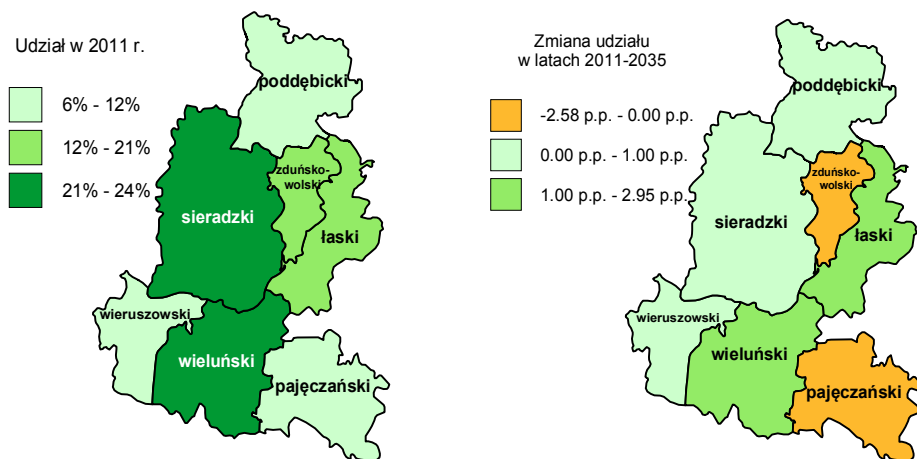 Udział w 2011 r.
6% - 12%
12% - 21%
21% - 24%
poddębicki
zduńsko-
wolski
sieradzki
łaski
wieruszowski
wieluński
pajęczański
Zmiana udziału
w latach 2011-2035
-2.58 p.p. - 0.00 p.p.
0.00 p.p. - 1.00 p.p.
1.00 p.p. - 2.95 p.p.
poddębicki
zduńsko-
wolski
sieradzki
łaski
wieruszowski
wieluński
pajęczański